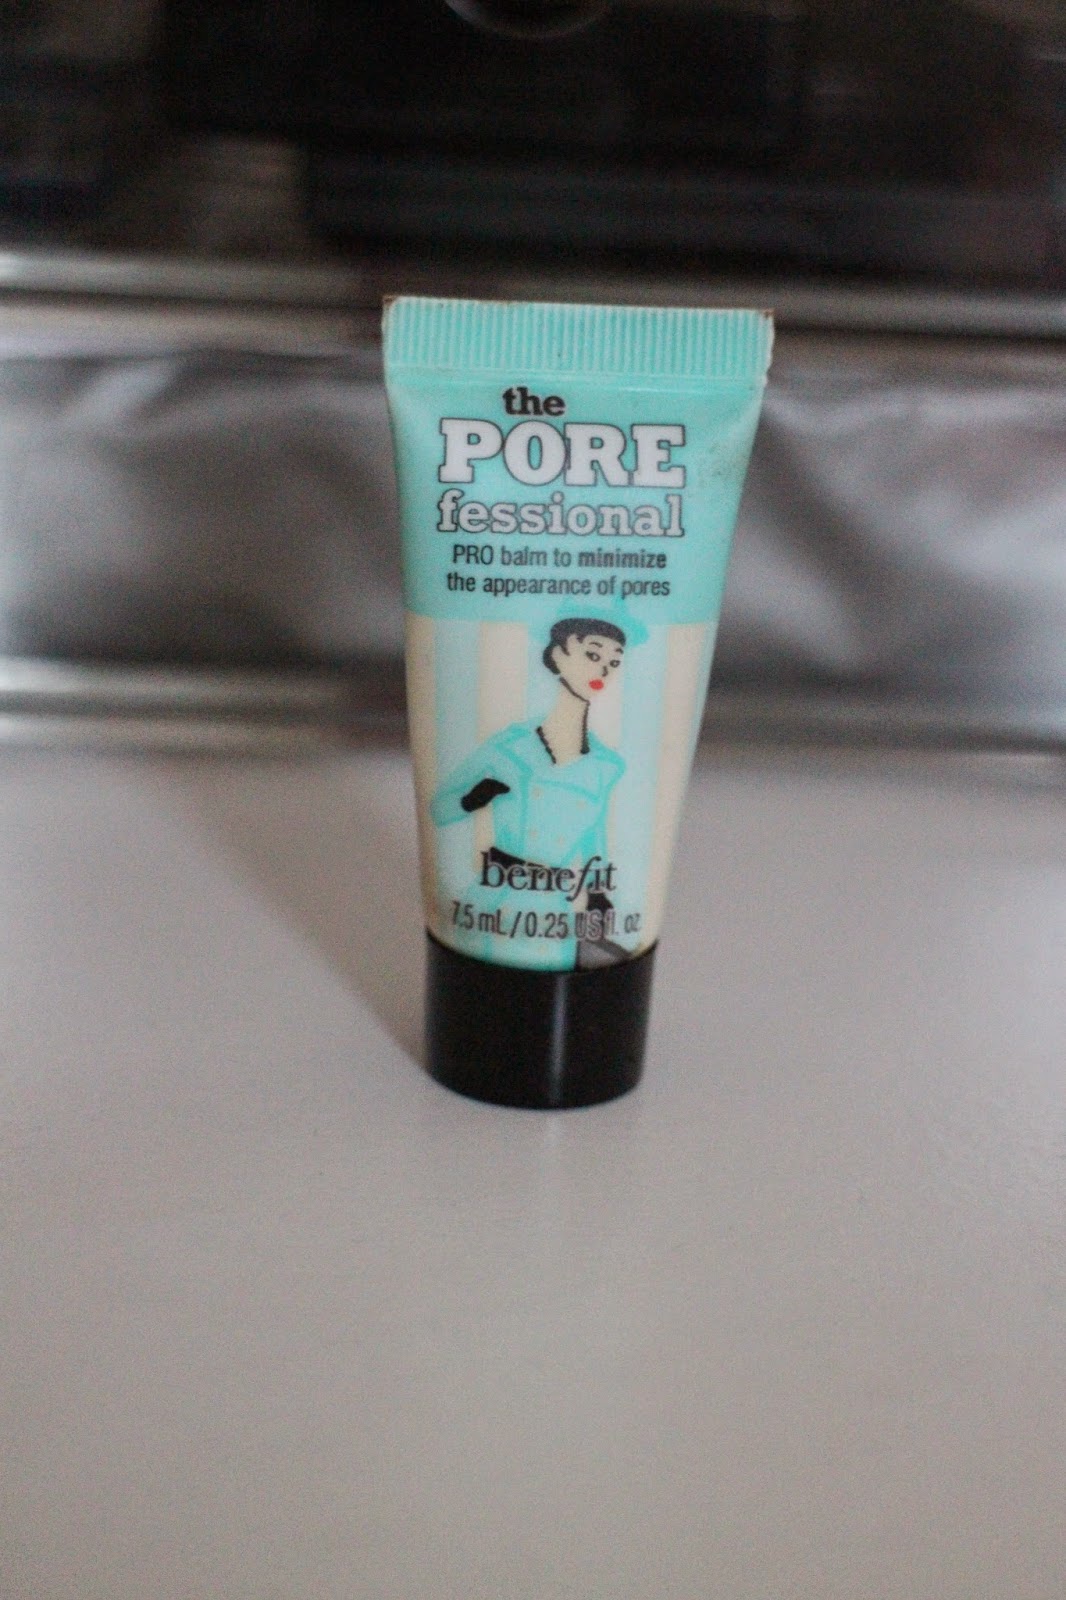 the
PORE
fessional
PRO balm to minimize
the appearance of pores
benefit
7.5 mL / 0.25 US fl. oz